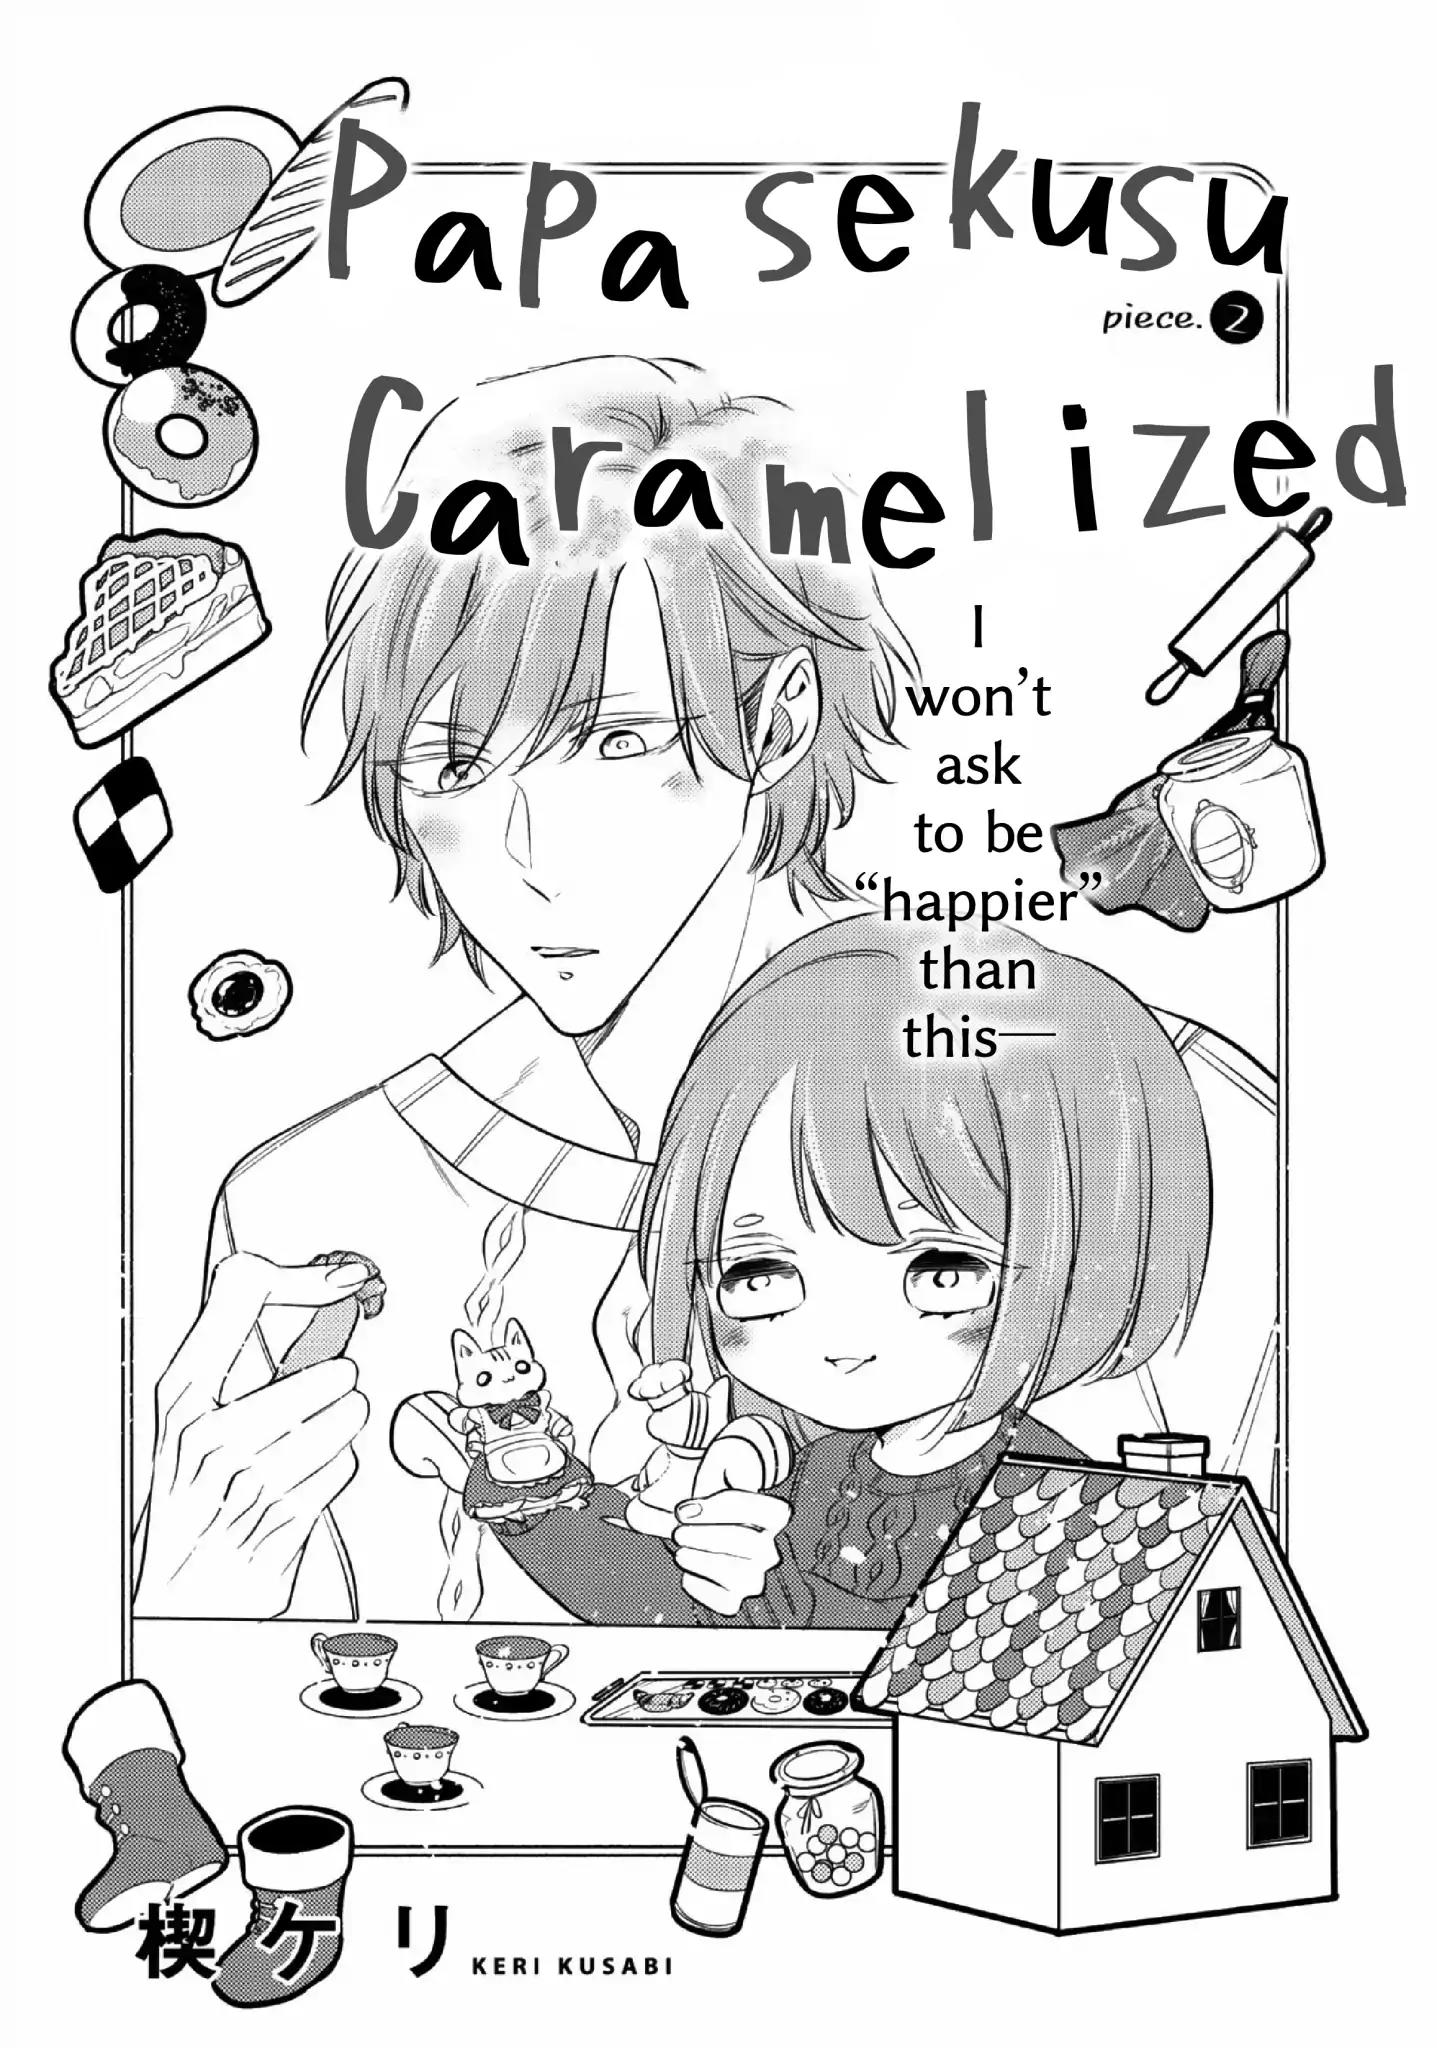 Papa sekusu
piece. 2
Caramelized
I
won't
ask
to be
“happier”
than
this—
楔ケリ KERI KUSABI